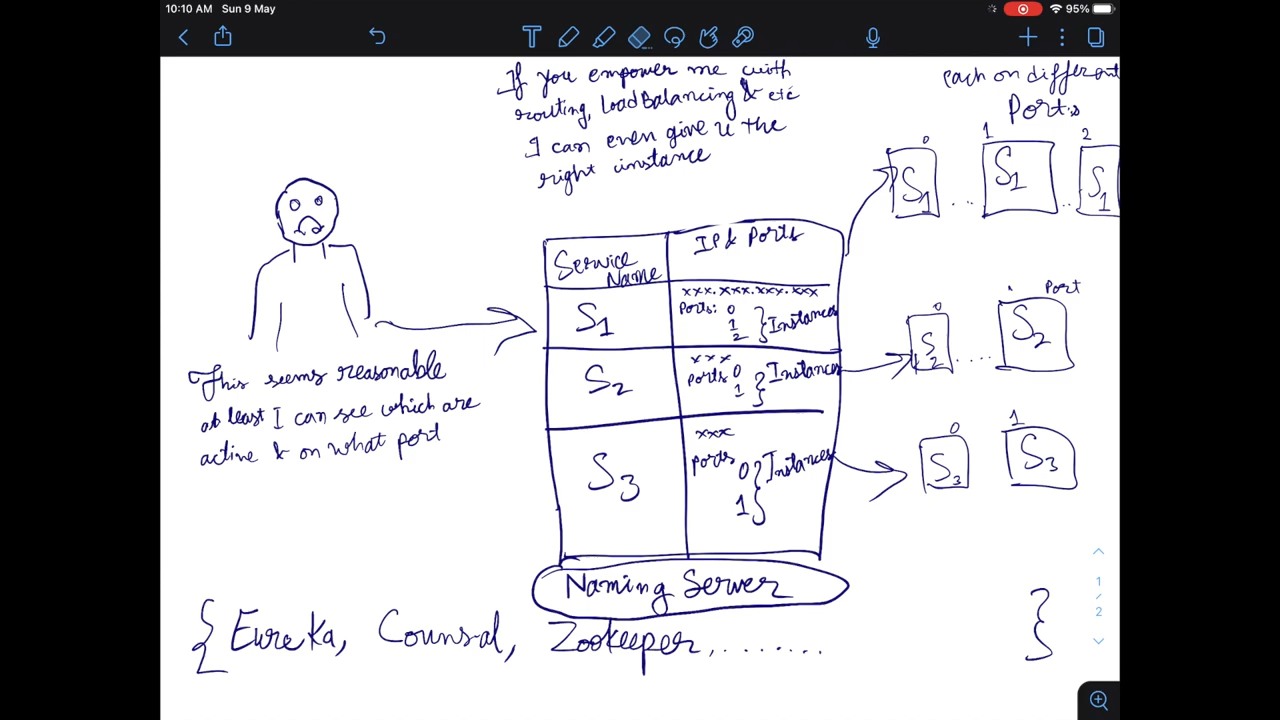 10:10 AM Sun 9 May
95%
If you empower me with
routing, LoadBalancing & etc
I can even give u the
right instance
each on different
Ports
0
1
2
S1
S1
S1
Service
Name
IP & Ports
S1
xxx.xxx.xxx.xxx
Ports: 0
1
2
Instances
S2
xxx
Ports 0
1
Instances
S3
xxx
Ports
0
1
Instances
0
Port
S2
S2
0
1
S3
S3
This seems reasonable
at least I can see which are
active & on what port
Naming Server
{ Eureka, Counsal, Zookeeper, ........ }
1
/
2